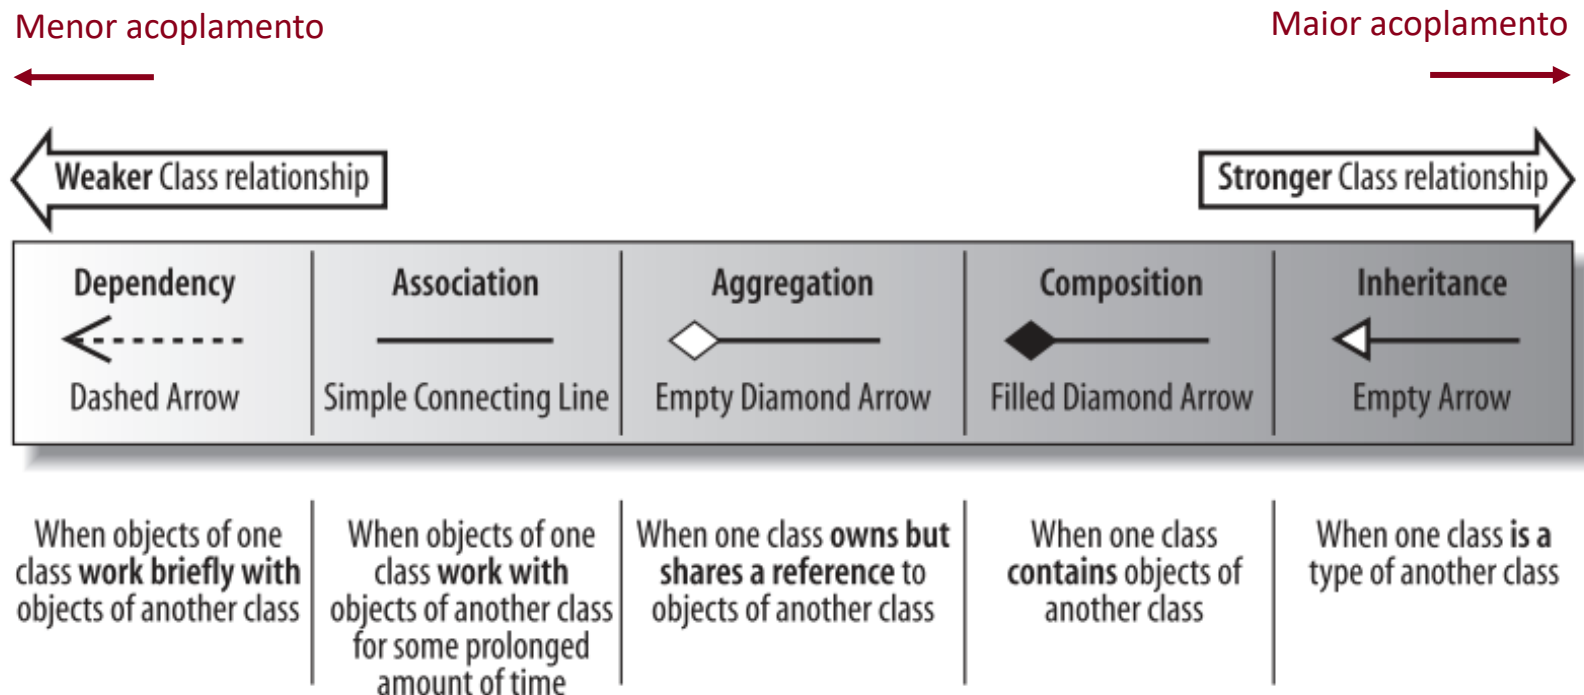 Menor acoplamento
Maior acoplamento
Weaker Class relationship
Stronger Class relationship
Dependency
Dashed Arrow
Association
Simple Connecting Line
Aggregation
Empty Diamond Arrow
Composition
Filled Diamond Arrow
Inheritance
Empty Arrow
When objects of one
class work briefly with
objects of another class
When objects of one
class work with
objects of another class
for some prolonged
amount of time
When one class owns but
shares a reference to
objects of another class
When one class
contains objects of
another class
When one class is a
type of another class